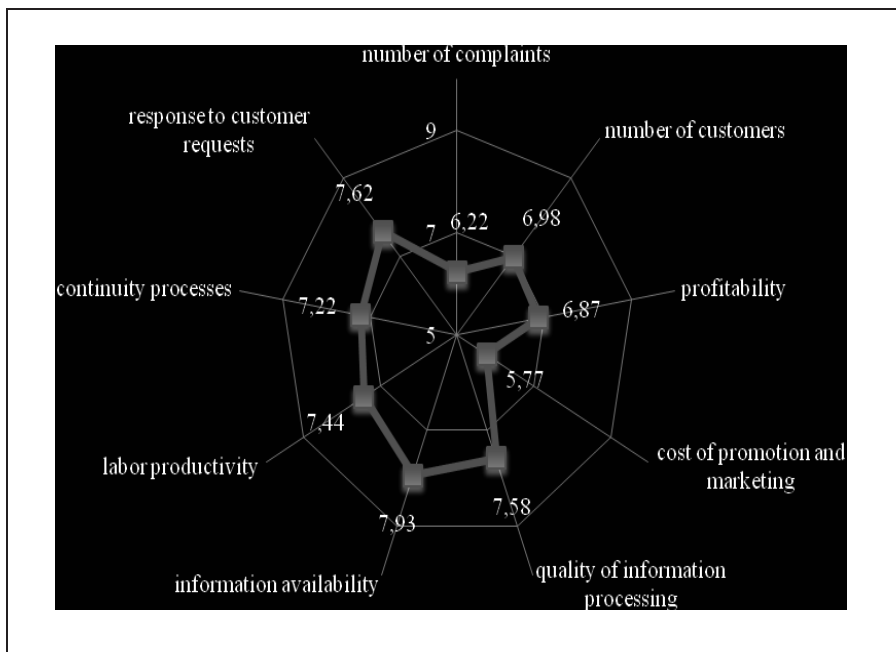 number of complaints
response to customer
requests
number of customers
9
7,62
7
6,22
6,98
continuity processes
profitability
7,22
6,87
5
5,77
7,44
labor productivity
cost of promotion and
marketing
7,93
7,58
information availability
quality of information
processing